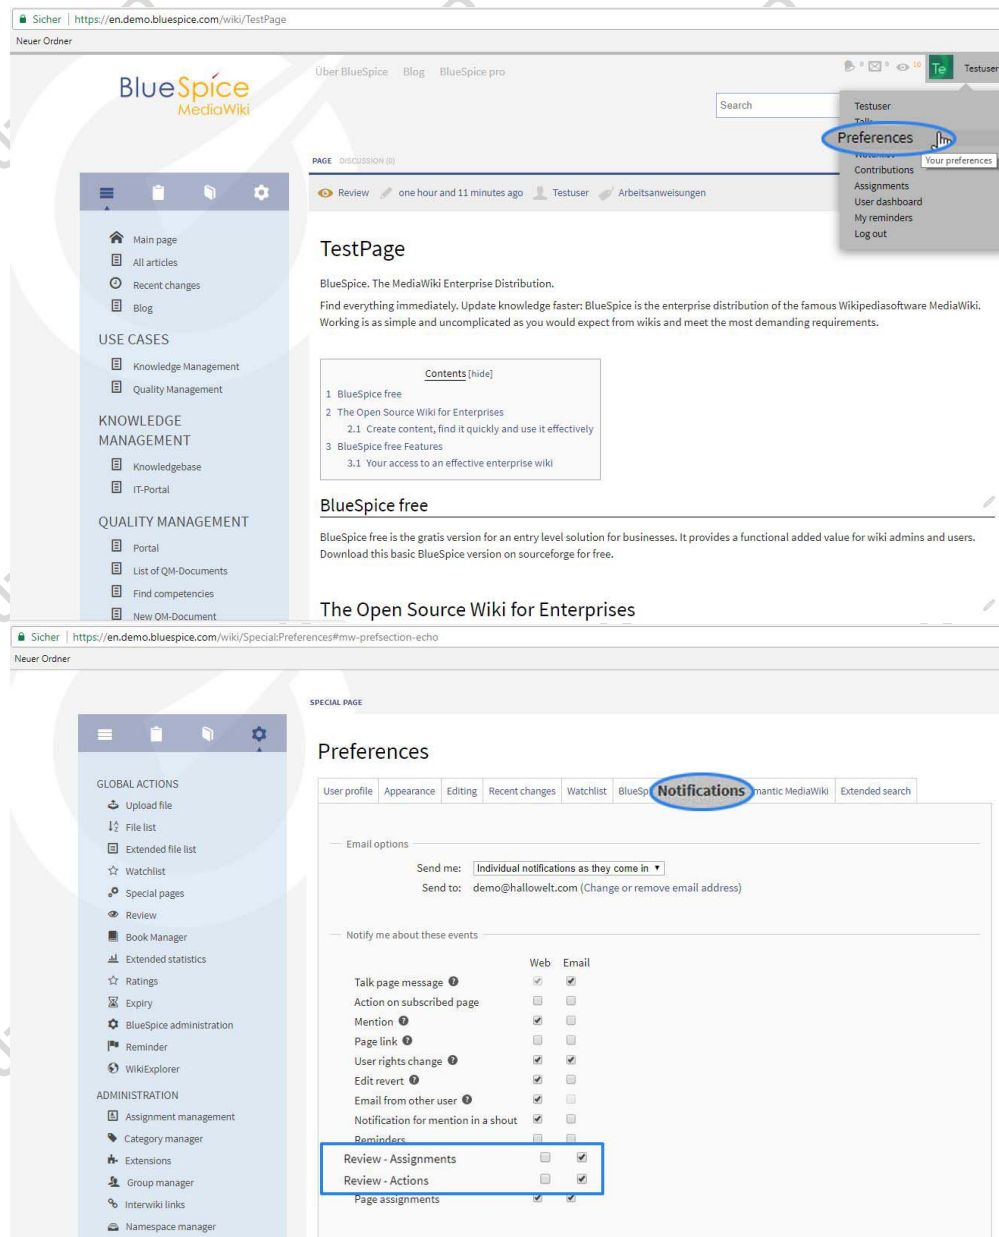 Sicher | https://en.demo.bluespice.com/wiki/TestPage
Neuer Ordner
BlueSpice
MediaWiki
Über BlueSpice Blog BlueSpice pro
0 0 10 Te Testuser
Search
Testuser
Talk
Preferences
Your preferences
Contributions
Assignments
User dashboard
My reminders
Log out
PAGE DISCUSSION (0)
Review one hour and 11 minutes ago Testuser Arbeitsanweisungen
Main page
All articles
Recent changes
Blog
USE CASES
Knowledge Management
Quality Management
KNOWLEDGE
MANAGEMENT
Knowledgebase
IT-Portal
QUALITY MANAGEMENT
Portal
List of QM-Documents
Find competencies
New QM-Document
TestPage
BlueSpice. The MediaWiki Enterprise Distribution.
Find everything immediately. Update knowledge faster: BlueSpice is the enterprise distribution of the famous Wikipediasoftware MediaWiki.
Working is as simple and uncomplicated as you would expect from wikis and meet the most demanding requirements.
Contents [hide]
1 BlueSpice free
2 The Open Source Wiki for Enterprises
2.1 Create content, find it quickly and use it effectively
3 BlueSpice free Features
3.1 Your access to an effective enterprise wiki
BlueSpice free
BlueSpice free is the gratis version for an entry level solution for businesses. It provides a functional added value for wiki admins and users.
Download this basic BlueSpice version on sourceforge for free.
The Open Source Wiki for Enterprises
Sicher | https://en.demo.bluespice.com/wiki/Special:Preferences#mw-prefsection-echo
Neuer Ordner
SPECIAL PAGE
GLOBAL ACTIONS
Upload file
File list
Extended file list
Watchlist
Special pages
Review
Book Manager
Extended statistics
Ratings
Expiry
BlueSpice administration
Reminder
WikiExplorer
ADMINISTRATION
Assignment management
Category manager
Extensions
Group manager
Interwiki links
Namespace manager
Preferences
User profile Appearance Editing Recent changes Watchlist BlueSp Notifications mantic MediaWiki Extended search
Email options
Send me: Individual notifications as they come in
Send to: demo@hallowelt.com (Change or remove email address)
Notify me about these events
Web Email
Talk page message
Action on subscribed page
Mention
Page link
User rights change
Edit revert
Email from other user
Notification for mention in a shout
Reminders
Review - Assignments
Review - Actions
Page assignments